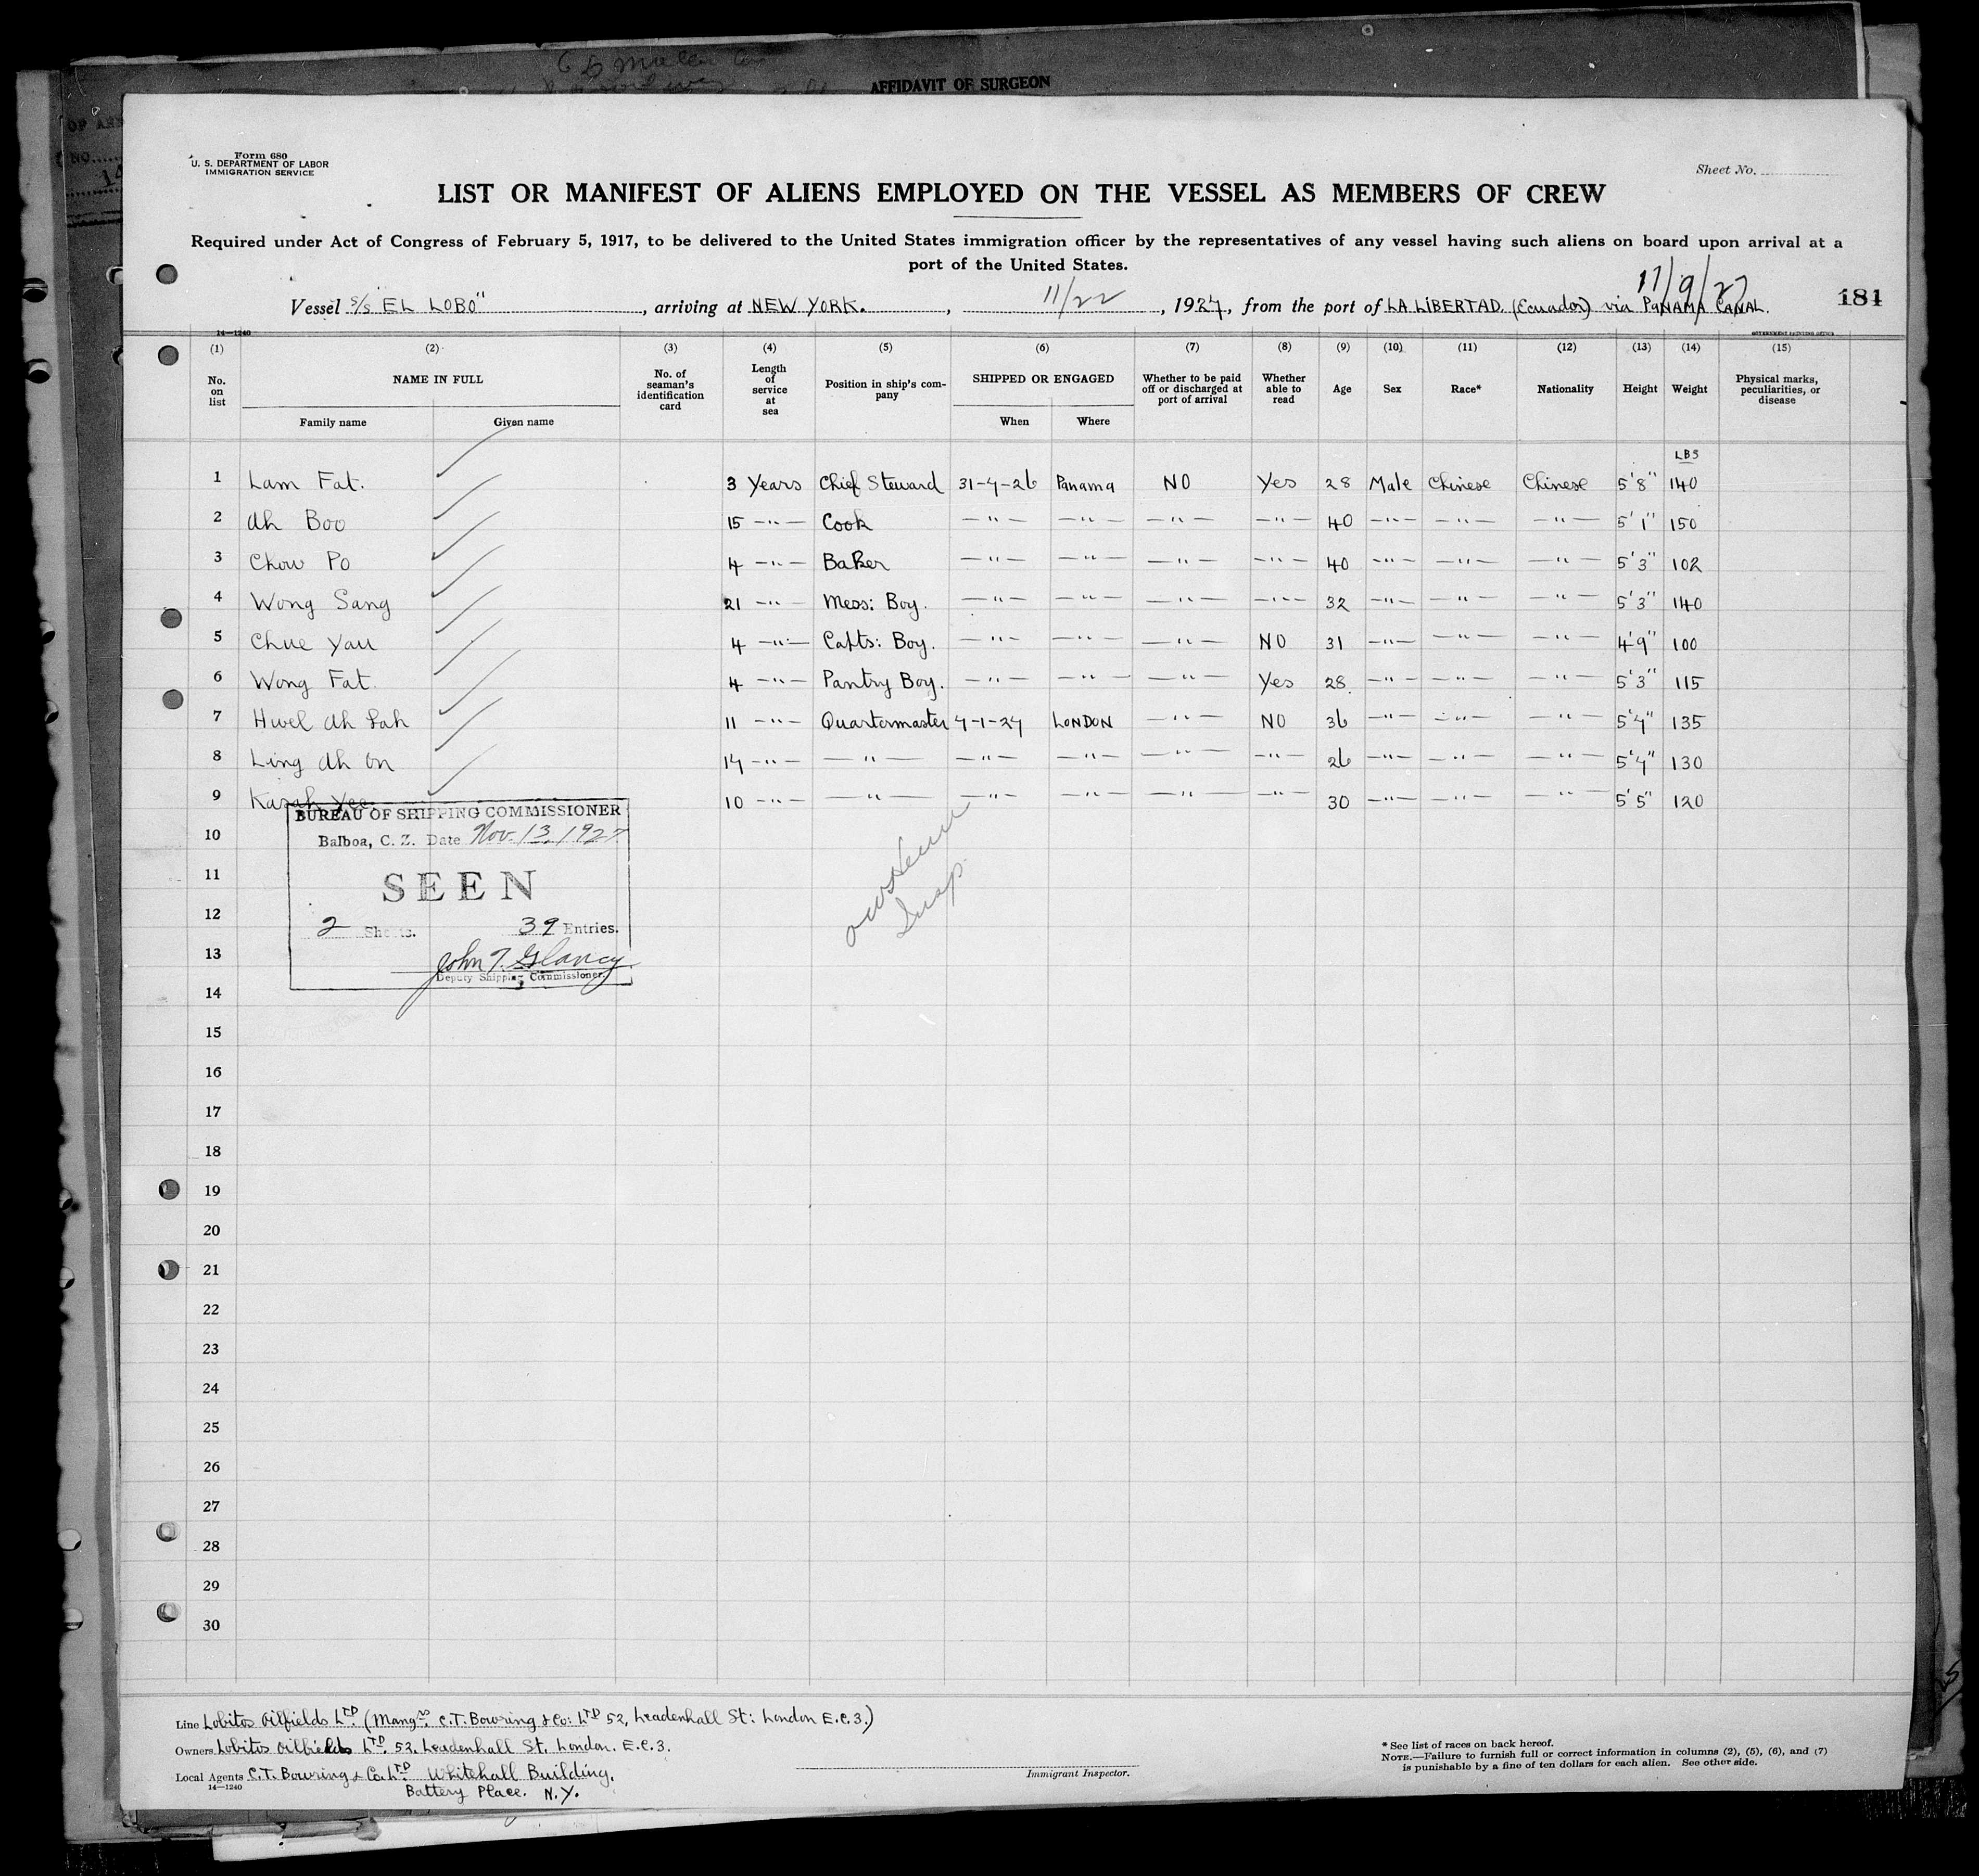 AFFIDAVIT OF SURGEON
Form 680
U. S. DEPARTMENT OF LABOR
IMMIGRATION SERVICE
Sheet No.
LIST OR MANIFEST OF ALIENS EMPLOYED ON THE VESSEL AS MEMBERS OF CREW
Required under Act of Congress of February 5, 1917, to be delivered to the United States immigration officer by the representatives of any vessel having such aliens on board upon arrival at a
port of the United States.
11/9/27
Vessel S/S EL LOBO", arriving at NEW YORK., 11/22, 1927, from the port of LA LIBERTAD. (Ecuador) via PANAMA CANAL. 181
14—1240 GOVERNMENT PRINTING OFFICE
(1) (2) (3) (4) (5) (6) (7) (8) (9) (10) (11) (12) (13) (14) (15)
No. on list NAME IN FULL No. of seaman's identification card Length of service at sea Position in ship's company SHIPPED OR ENGAGED Whether to be paid off or discharged at port of arrival Whether able to read Age Sex Race* Nationality Height Weight Physical marks, peculiarities, or disease
Family name Given name When Where
LBS
1 Lam Fat. 3 Years Chief Steward 31-7-26 Panama NO Yes 28 Male Chinese Chinese 5'8" 140
2 Ah Boo 15 —"— Cook —"— —"— —"— —"— 40 —"— —"— —"— 5'1" 150
3 Chow Po 4 —"— Baker —"— —"— —"— —"— 40 —"— —"— —"— 5'3" 102
4 Wong Sang 21 —"— Mess: Boy. —"— —"— —"— —"— 32 —"— —"— —"— 5'3" 140
5 Chue Yau 4 —"— Capts: Boy. —"— —"— —"— NO 31 —"— —"— —"— 4'9" 100
6 Wong Fat. 4 —"— Pantry Boy. —"— —"— —"— Yes 28. —"— —"— —"— 5'3" 115
7 Hwel Ah Fah 11 —"— Quartermaster 7-1-27 LONDON —"— NO 36 —"— —"— —"— 5'7" 135
8 Ling Ah On 17 —"— —"— —"— —"— —"— —"— 26 —"— —"— —"— 5'7" 130
9 Kazah Yee. 10 —"— —"— —"— —"— —"— —"— 30 —"— —"— —"— 5'5" 120
BUREAU OF SHIPPING COMMISSIONER
10
Balboa, C. Z. Date Nov. 13, 1927
11
SEEN
12
2 Sheets. 39 Entries.
13
John T. Glancy
Deputy Shipping Commissioner.
14
15
16
17
18
19
20
21
22
23
24
25
26
27
28
29
30
Line Lobitos Oilfields LTD. (Mangrs. C.T. Bowring & Co: LTD 52, Leadenhall St: London E.C.3.)
Owners Lobitos Oilfields LTD. 52. Leadenhall St. London. E.C.3.
Local Agents C.T. Bowring & Co. LTD. Whitehall Building,
14—1240
Battery Place. N.Y.
Immigrant Inspector.
* See list of races on back hereof.
NOTE.—Failure to furnish full or correct information in columns (2), (5), (6), and (7)
is punishable by a fine of ten dollars for each alien. See other side.